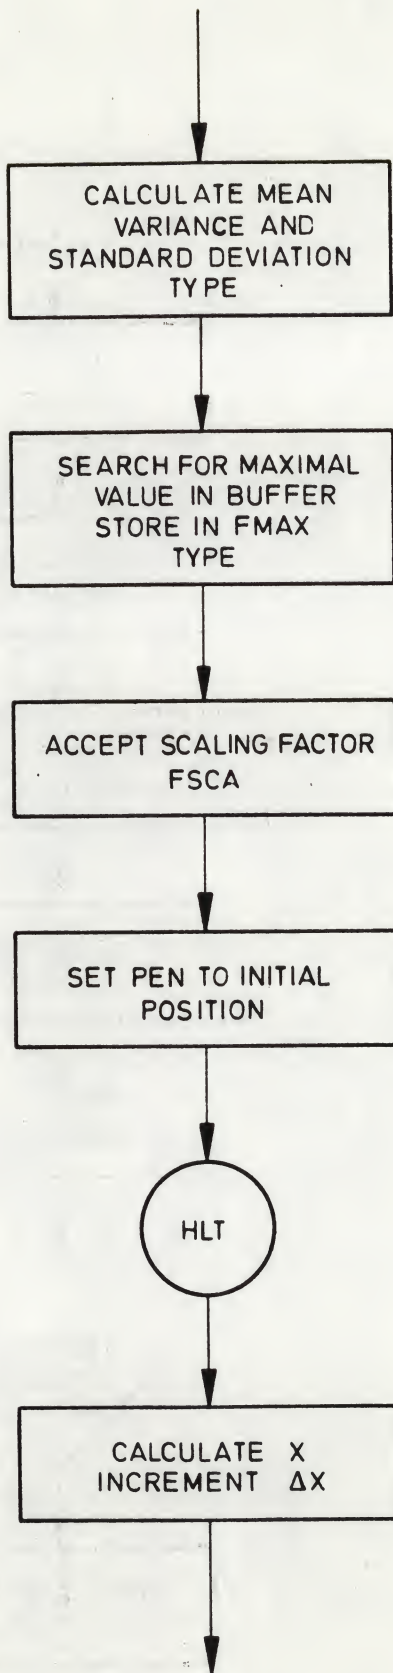 CALCULATE MEAN
VARIANCE AND
STANDARD DEVIATION
TYPE
SEARCH FOR MAXIMAL
VALUE IN BUFFER
STORE IN FMAX
TYPE
ACCEPT SCALING FACTOR
FSCA
SET PEN TO INITIAL
POSITION
HLT
CALCULATE X
INCREMENT ΔX